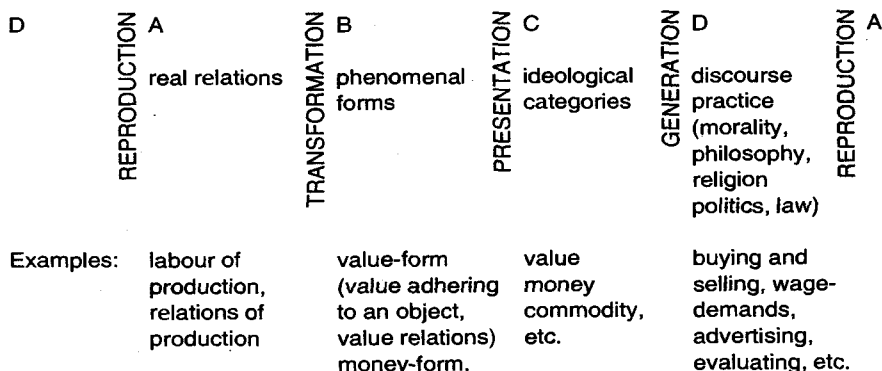 D
REPRODUCTION
A
real relations
TRANSFORMATION
B
phenomenal
forms
PRESENTATION
C
ideological
categories
GENERATION
D
discourse
practice
(morality,
philosophy,
religion
politics, law)
REPRODUCTION
A
Examples:
labour of
production,
relations of
production
value-form
(value adhering
to an object,
value relations)
money-form.
value
money
commodity,
etc.
buying and
selling, wage-
demands,
advertising,
evaluating, etc.